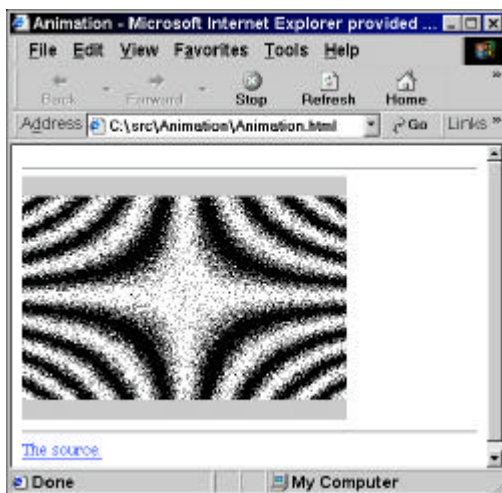 Animation - Microsoft Internet Explorer provided ...
File Edit View Favorites Tools Help
Back Forward Stop Refresh Home »
Address C:\src\Animation\Animation.html Go Links »
The source.
Done My Computer